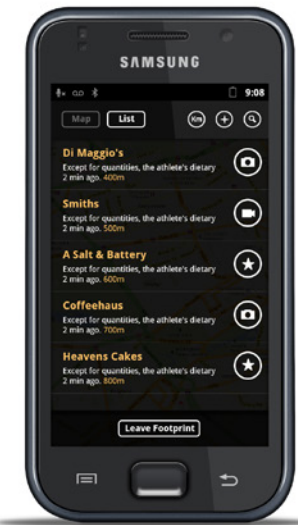 SAMSUNG
9:08
Map List Km
Di Maggio's
Except for quantities, the athlete's dietary
2 min ago. 400m
Smiths
Except for quantities, the athlete's dietary
2 min ago. 500m
A Salt & Battery
Except for quantities, the athlete's dietary
2 min ago. 600m
Coffeehaus
Except for quantities, the athlete's dietary
2 min ago. 700m
Heavens Cakes
Except for quantities, the athlete's dietary
2 min ago. 800m
Leave Footprint